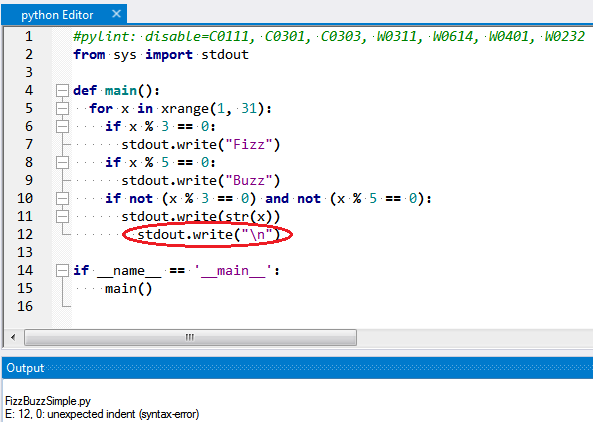 python Editor ×
1 #pylint: disable=C0111, C0301, C0303, W0311, W0614, W0401, W0232
2 from sys import stdout
3
4 def main():
5   for x in xrange(1, 31):
6     if x % 3 == 0:
7       stdout.write("Fizz")
8     if x % 5 == 0:
9       stdout.write("Buzz")
10     if not (x % 3 == 0) and not (x % 5 == 0):
11       stdout.write(str(x))
12         stdout.write("\n")
13
14 if __name__ == '__main__':
15     main()
16
Output
FizzBuzzSimple.py
E: 12, 0: unexpected indent (syntax-error)